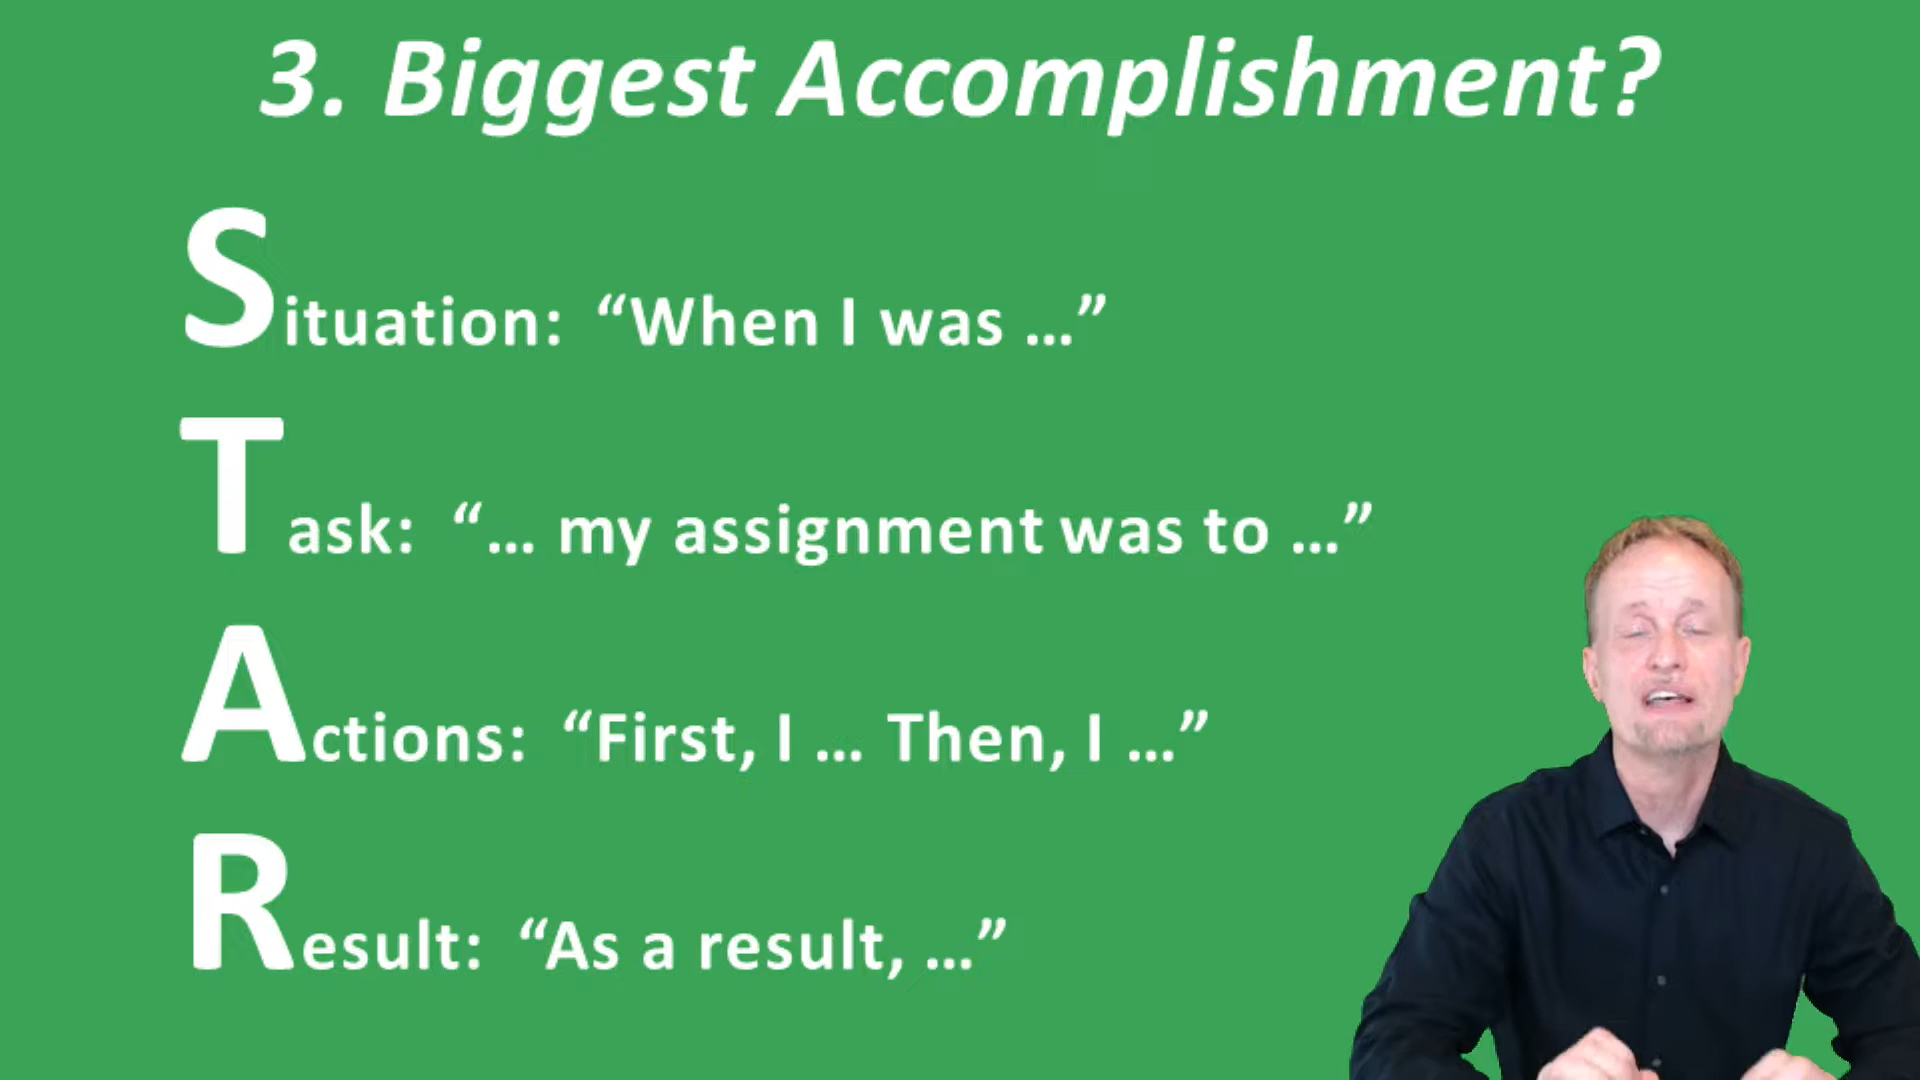 3. Biggest Accomplishment?
Situation: “When I was ...”
Task: “... my assignment was to ...”
Actions: “First, I ... Then, I ...”
Result: “As a result, ...”